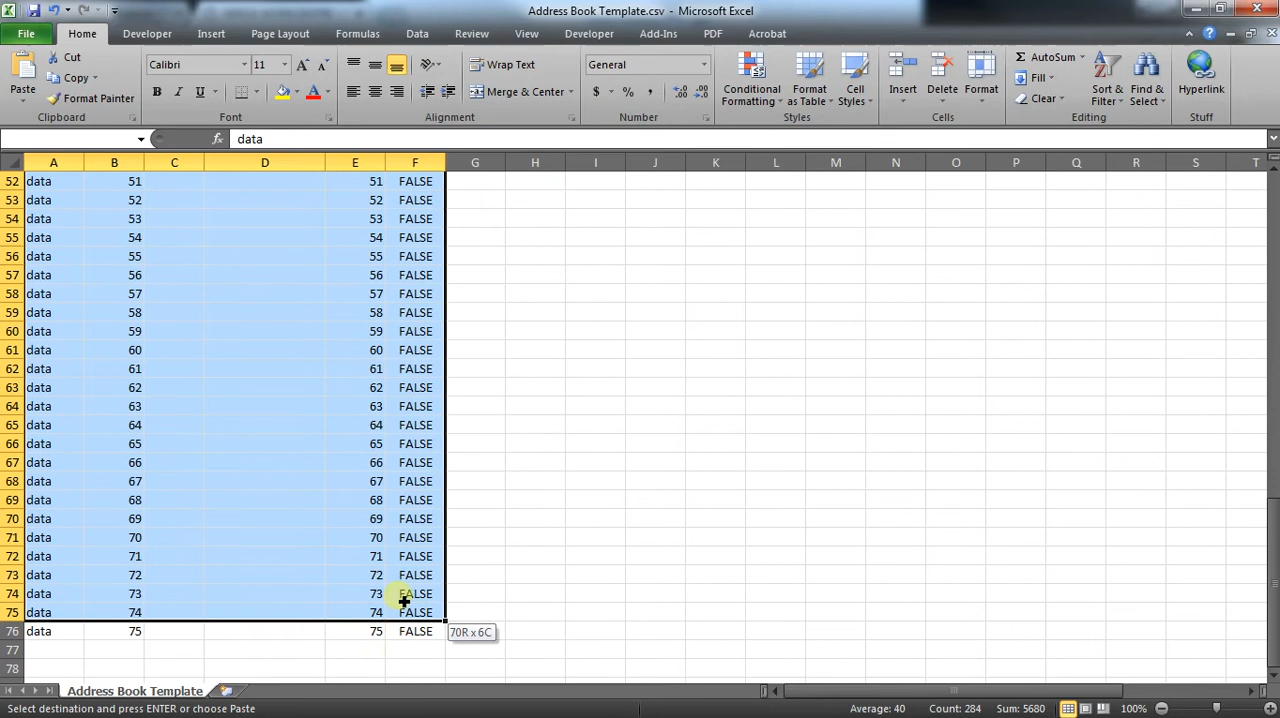 Address Book Template.csv - Microsoft Excel
File Home Developer Insert Page Layout Formulas Data Review View Developer Add-Ins PDF Acrobat
Paste Cut Copy Format Painter Clipboard
Calibri 11 B I U A Font
Wrap Text Merge & Center Alignment
General $ % , Number
Conditional Formatting Format as Table Cell Styles Styles
Insert Delete Format Cells
Σ AutoSum Fill Clear Sort & Filter Find & Select Editing
Hyperlink Stuff
fx data
A B C D E F G H I J K L M N O P Q R S T
52 data 51 51 FALSE
53 data 52 52 FALSE
54 data 53 53 FALSE
55 data 54 54 FALSE
56 data 55 55 FALSE
57 data 56 56 FALSE
58 data 57 57 FALSE
59 data 58 58 FALSE
60 data 59 59 FALSE
61 data 60 60 FALSE
62 data 61 61 FALSE
63 data 62 62 FALSE
64 data 63 63 FALSE
65 data 64 64 FALSE
66 data 65 65 FALSE
67 data 66 66 FALSE
68 data 67 67 FALSE
69 data 68 68 FALSE
70 data 69 69 FALSE
71 data 70 70 FALSE
72 data 71 71 FALSE
73 data 72 72 FALSE
74 data 73 73 FALSE
75 data 74 74 FALSE
76 data 75 75 FALSE 70R x 6C
77
78
Address Book Template
Select destination and press ENTER or choose Paste Average: 40 Count: 284 Sum: 5680 100%